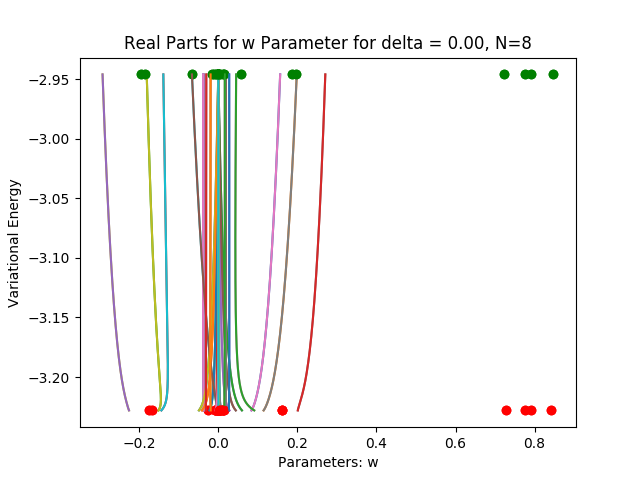 Real Parts for w Parameter for delta = 0.00, N=8
−2.95
−3.00
−3.05
−3.10
−3.15
−3.20
Variational Energy
−0.2 0.0 0.2 0.4 0.6 0.8
Parameters: w